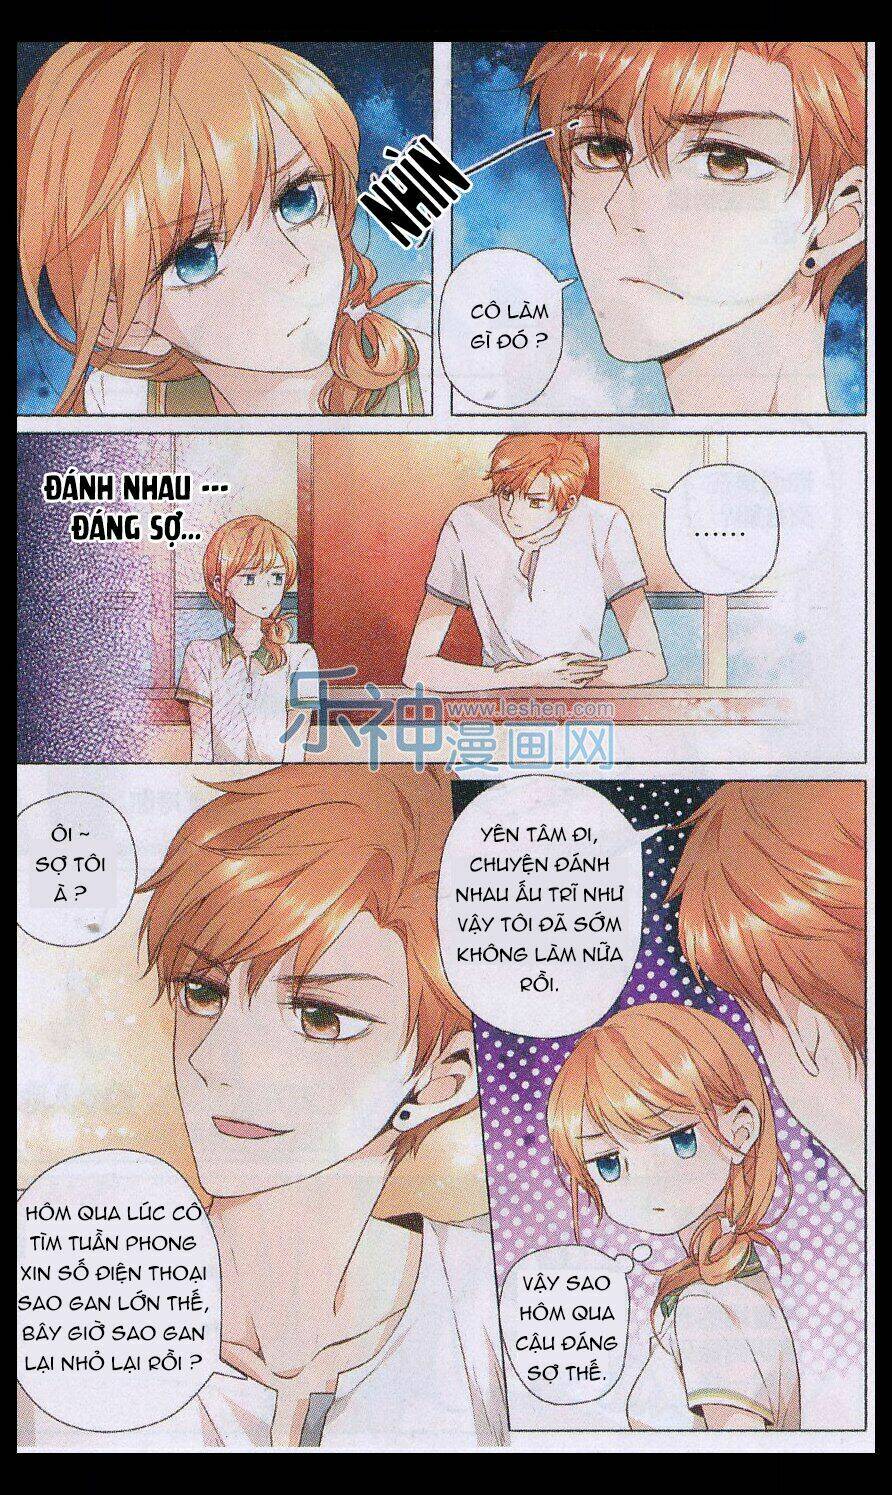 NHÌN
CÔ LÀM
GÌ ĐÓ ?
ĐÁNH NHAU ...
ĐÁNG SỢ...
......
乐神漫画网
www.leshen.com
ÔI ~
SỢ TÔI
À ?
YÊN TÂM ĐI,
CHUYỆN ĐÁNH
NHAU ẤU TRĨ NHƯ
VẬY TÔI ĐÃ SỚM
KHÔNG LÀM NỮA
RỒI.
HÔM QUA LÚC CÔ
TÌM TUẤN PHONG
XIN SỐ ĐIỆN THOẠI
SAO GAN LỚN THẾ,
BÂY GIỜ SAO GAN
LẠI NHỎ LẠI RỒI ?
VẬY SAO
HÔM QUA
CẬU ĐÁNG
SỢ THẾ.